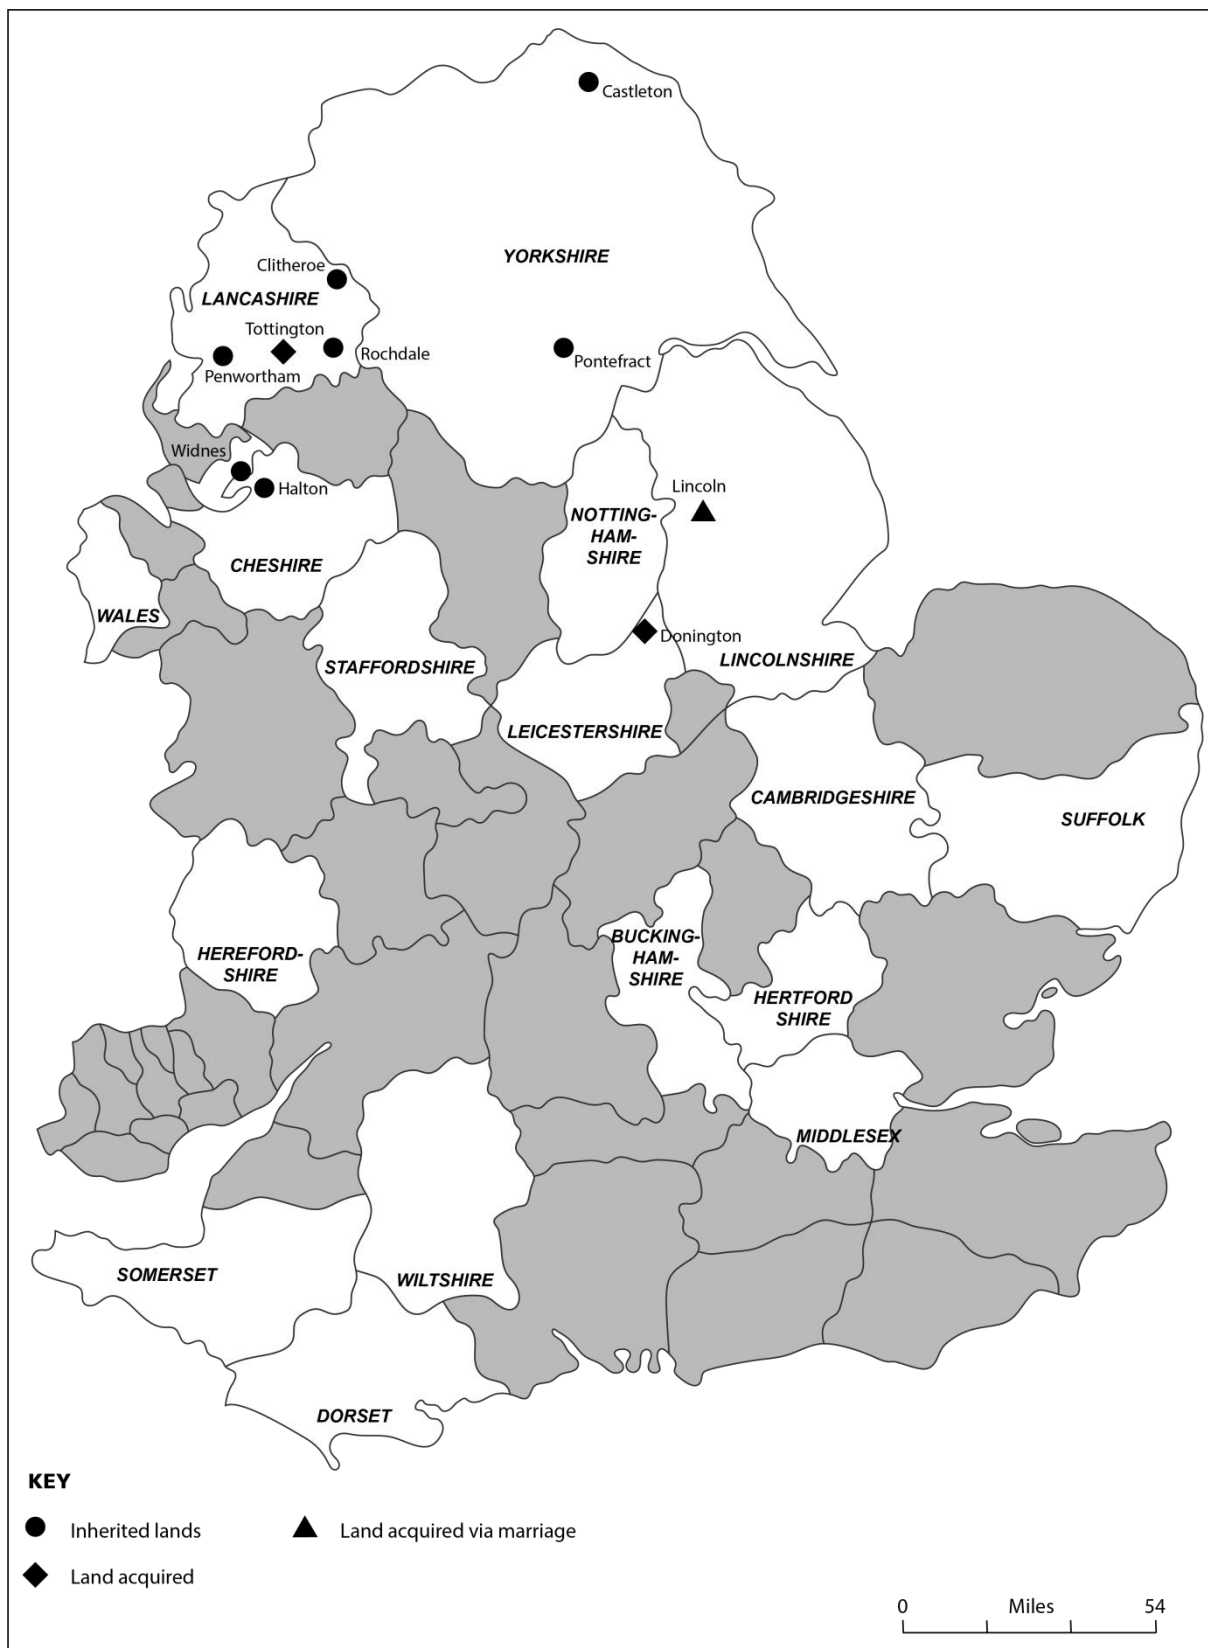 Castleton
YORKSHIRE
Clitheroe
LANCASHIRE
Tottington
Rochdale
Penwortham
Pontefract
Widnes
Halton
Lincoln
NOTTING-
HAM-
SHIRE
CHESHIRE
WALES
Donington
STAFFORDSHIRE
LINCOLNSHIRE
LEICESTERSHIRE
CAMBRIDGESHIRE
SUFFOLK
HEREFORD-
SHIRE
BUCKING-
HAM-
SHIRE
HERTFORD
SHIRE
MIDDLESEX
SOMERSET
WILTSHIRE
DORSET
KEY
Inherited lands
Land acquired via marriage
Land acquired
0 Miles 54